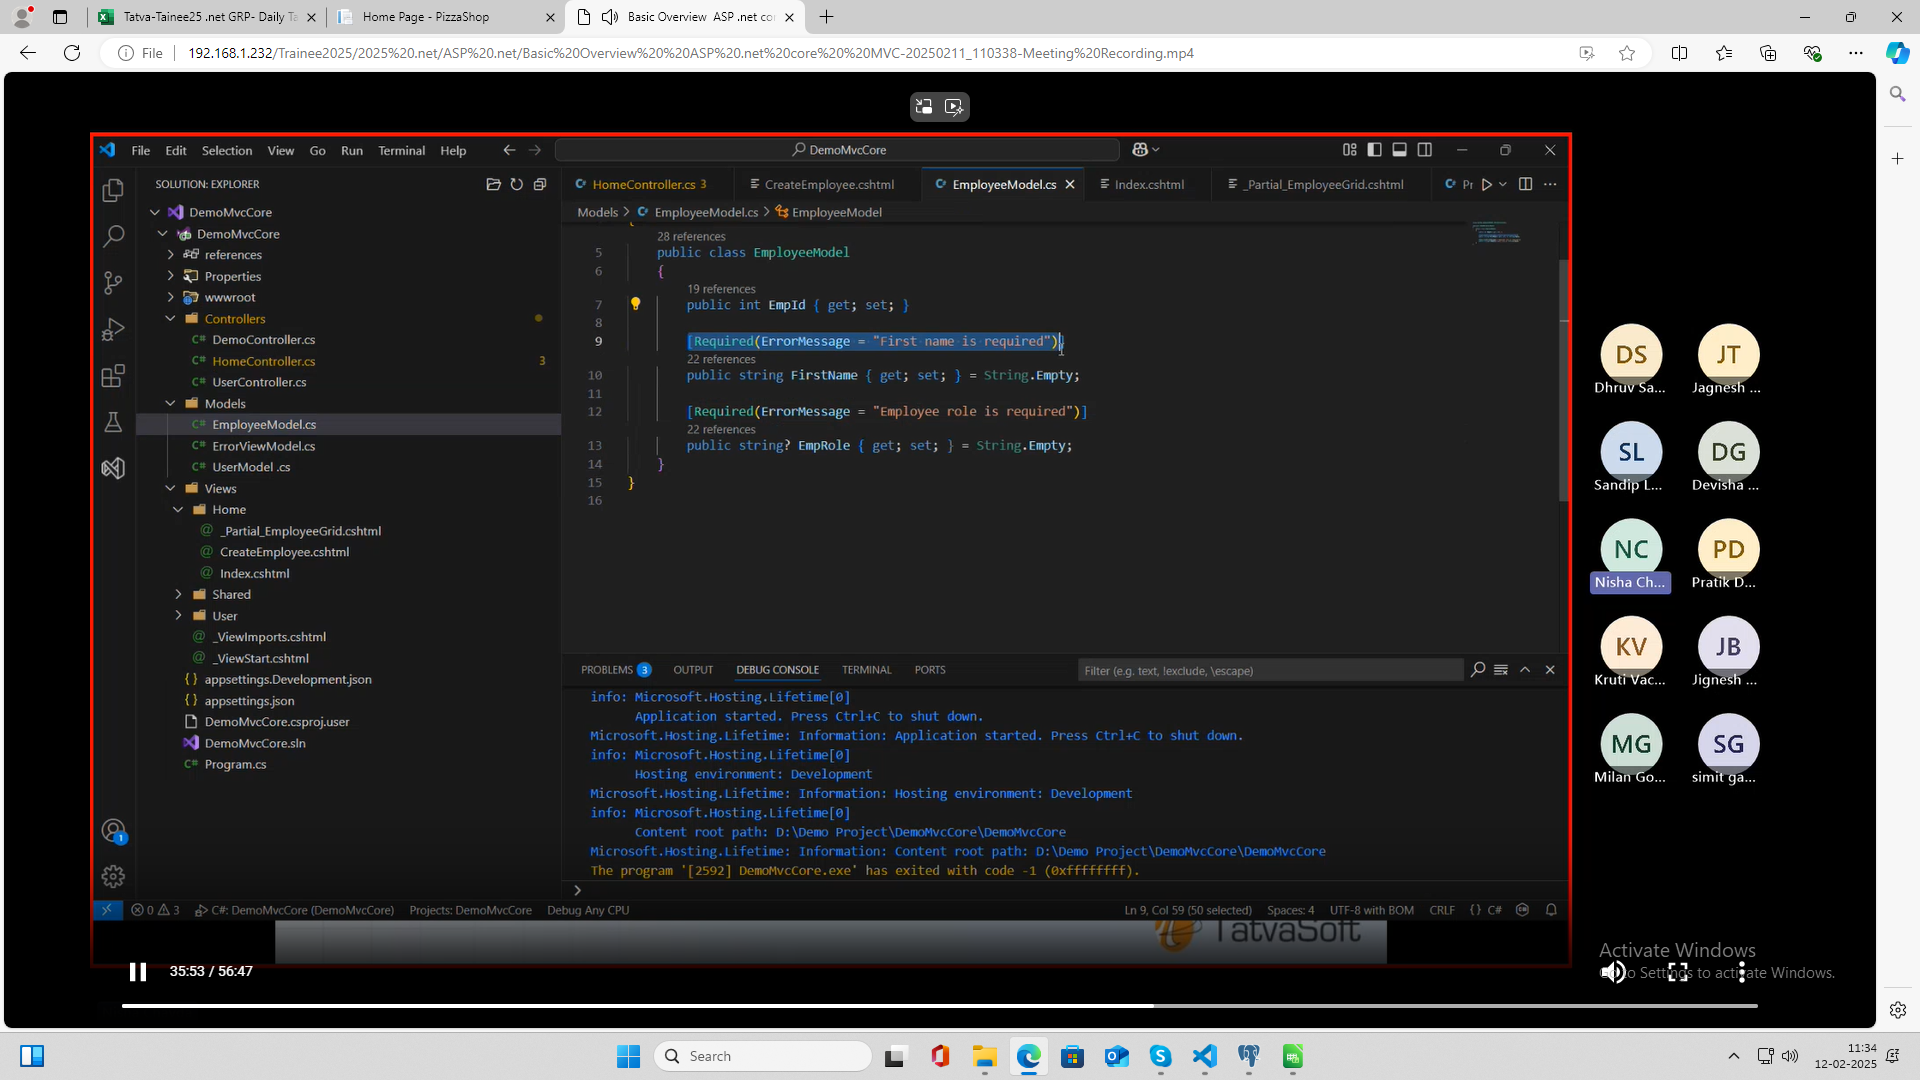 Tatva-Tainee25 .net GRP- Daily Ta
Home Page - PizzaShop
Basic Overview ASP .net co
File
192.168.1.232/Trainee2025/2025%20.net/ASP%20.net/Basic%20Overview%20%20ASP%20.net%20core%20%20MVC-20250211_110338-Meeting%20Recording.mp4
File Edit Selection View Go Run Terminal Help
DemoMvcCore
SOLUTION: EXPLORER
HomeController.cs 3
CreateEmployee.cshtml
EmployeeModel.cs
Index.cshtml
_Partial_EmployeeGrid.cshtml
Pr
Models > EmployeeModel.cs > EmployeeModel
DemoMvcCore
DemoMvcCore
references
Properties
wwwroot
Controllers
DemoController.cs
HomeController.cs 3
UserController.cs
Models
EmployeeModel.cs
ErrorViewModel.cs
UserModel .cs
Views
Home
_Partial_EmployeeGrid.cshtml
CreateEmployee.cshtml
Index.cshtml
Shared
User
_ViewImports.cshtml
_ViewStart.cshtml
appsettings.Development.json
appsettings.json
DemoMvcCore.csproj.user
DemoMvcCore.sln
Program.cs
28 references
5 public class EmployeeModel
6 {
19 references
7 public int EmpId { get; set; }
8
9 [Required(ErrorMessage = "First name is required")]
22 references
10 public string FirstName { get; set; } = String.Empty;
11
12 [Required(ErrorMessage = "Employee role is required")]
22 references
13 public string? EmpRole { get; set; } = String.Empty;
14 }
15 }
16
PROBLEMS 3 OUTPUT DEBUG CONSOLE TERMINAL PORTS
Filter (e.g. text, !exclude, \escape)
info: Microsoft.Hosting.Lifetime[0]
Application started. Press Ctrl+C to shut down.
Microsoft.Hosting.Lifetime: Information: Application started. Press Ctrl+C to shut down.
info: Microsoft.Hosting.Lifetime[0]
Hosting environment: Development
Microsoft.Hosting.Lifetime: Information: Hosting environment: Development
info: Microsoft.Hosting.Lifetime[0]
Content root path: D:\Demo Project\DemoMvcCore\DemoMvcCore
Microsoft.Hosting.Lifetime: Information: Content root path: D:\Demo Project\DemoMvcCore\DemoMvcCore
The program '[2592] DemoMvcCore.exe' has exited with code -1 (0xffffffff).
>
1
0 3 C#: DemoMvcCore (DemoMvcCore) Projects: DemoMvcCore Debug Any CPU
Ln 9, Col 59 (50 selected) Spaces: 4 UTF-8 with BOM CRLF {} C#
TatvaSoft
DS
Dhruv Sa...
JT
Jagnesh ...
SL
Sandip L...
DG
Devisha ...
NC
Nisha Ch...
PD
Pratik D...
KV
Kruti Vac...
JB
Jignesh ...
MG
Milan Go...
SG
simit ga...
35:53 / 56:47
Activate Windows
Go to Settings to activate Windows.
Search
11:34
12-02-2025